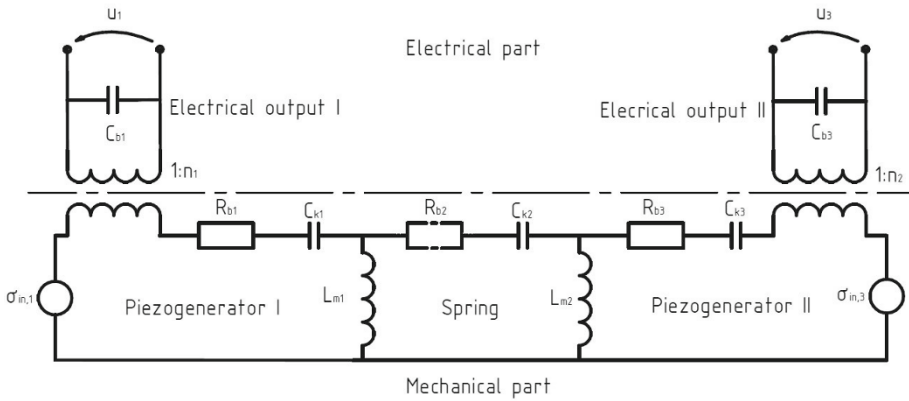 u1
u3
Electrical part
Electrical output I
Elecrical output II
Cb1
Cb3
1:n1
1:n2
Rb1
Ck1
Rb2
Ck2
Rb3
Ck3
σin,1
Piezogenerator I
Lm1
Spring
Lm2
Piezogenerator II
σin,3
Mechanical part